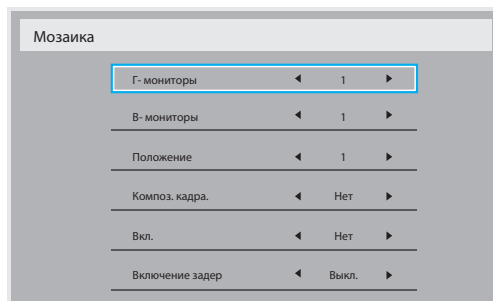 Мозаика
Г- мониторы 1
В- мониторы 1
Положение 1
Композ. кадра. Нет
Вкл. Нет
Включение задер Выкл.